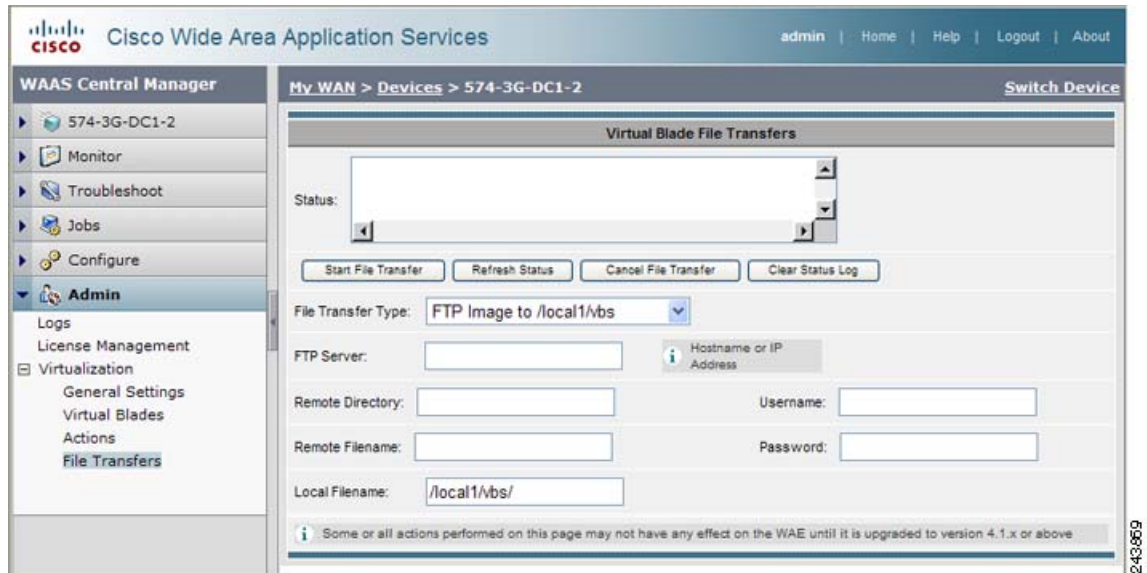 CISCO
Cisco Wide Area Application Services
admin | Home | Help | Logout | About
WAAS Central Manager
My WAN > Devices > 574-3G-DC1-2
Switch Device
574-3G-DC1-2
Monitor
Troubleshoot
Jobs
Configure
Admin
Logs
License Management
Virtualization
General Settings
Virtual Blades
Actions
File Transfers
Virtual Blade File Transfers
Status:
Start File Transfer
Refresh Status
Cancel File Transfer
Clear Status Log
File Transfer Type: FTP Image to /local1/vbs
FTP Server:
Hostname or IP
Address
Remote Directory:
Username:
Remote Filename:
Password:
Local Filename: /local1/vbs/
Some or all actions performed on this page may not have any effect on the WAE until it is upgraded to version 4.1.x or above
243869